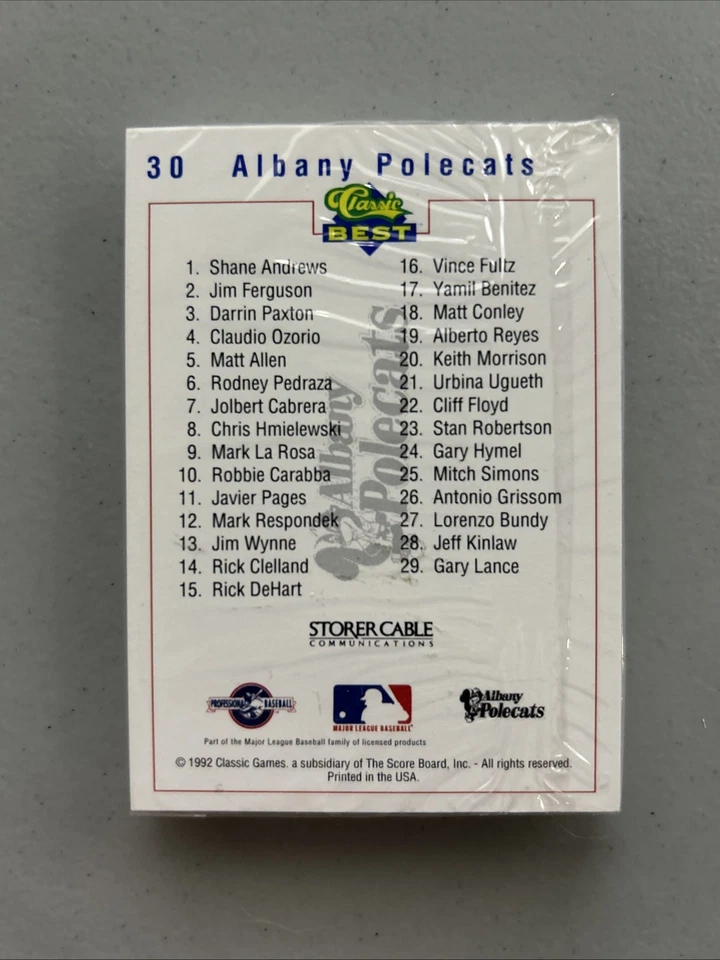 30 Albany Polecats
Classic
BEST
1. Shane Andrews
2. Jim Ferguson
3. Darrin Paxton
4. Claudio Ozorio
5. Matt Allen
6. Rodney Pedraza
7. Jolbert Cabrera
8. Chris Hmielewski
9. Mark La Rosa
10. Robbie Carabba
11. Javier Pages
12. Mark Respondek
13. Jim Wynne
14. Rick Clelland
15. Rick DeHart
16. Vince Fultz
17. Yamil Benitez
18. Matt Conley
19. Alberto Reyes
20. Keith Morrison
21. Urbina Ugueth
22. Cliff Floyd
23. Stan Robertson
24. Gary Hymel
25. Mitch Simons
26. Antonio Grissom
27. Lorenzo Bundy
28. Jeff Kinlaw
29. Gary Lance
Albany
Polecats
STORER CABLE
COMMUNICATIONS
PROFESSIONAL BASEBALL
MAJOR LEAGUE BASEBALL
Albany
Polecats
Part of the Major League Baseball family of licensed products
© 1992 Classic Games. a subsidiary of The Score Board, Inc. - All rights reserved.
Printed in the USA.